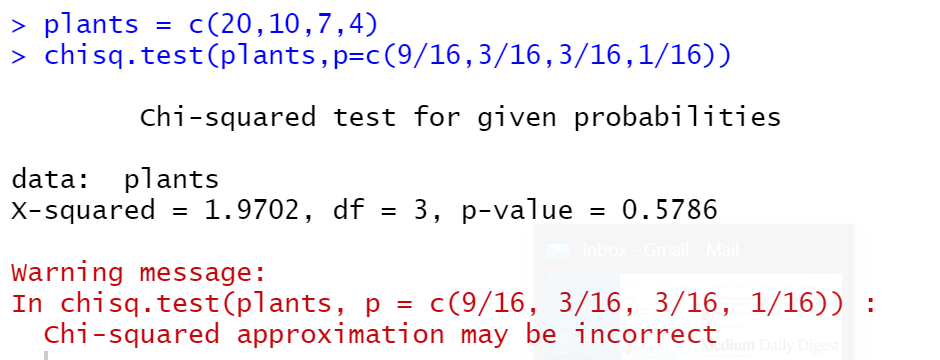 > plants = c(20,10,7,4)
> chisq.test(plants,p=c(9/16,3/16,3/16,1/16))
Chi-squared test for given probabilities
data:  plants
X-squared = 1.9702, df = 3, p-value = 0.5786
Inbox - Gmail - Mail
Warning message:
In chisq.test(plants, p = c(9/16, 3/16, 3/16, 1/16)) :
  Chi-squared approximation may be incorrect
Medium Daily Digest